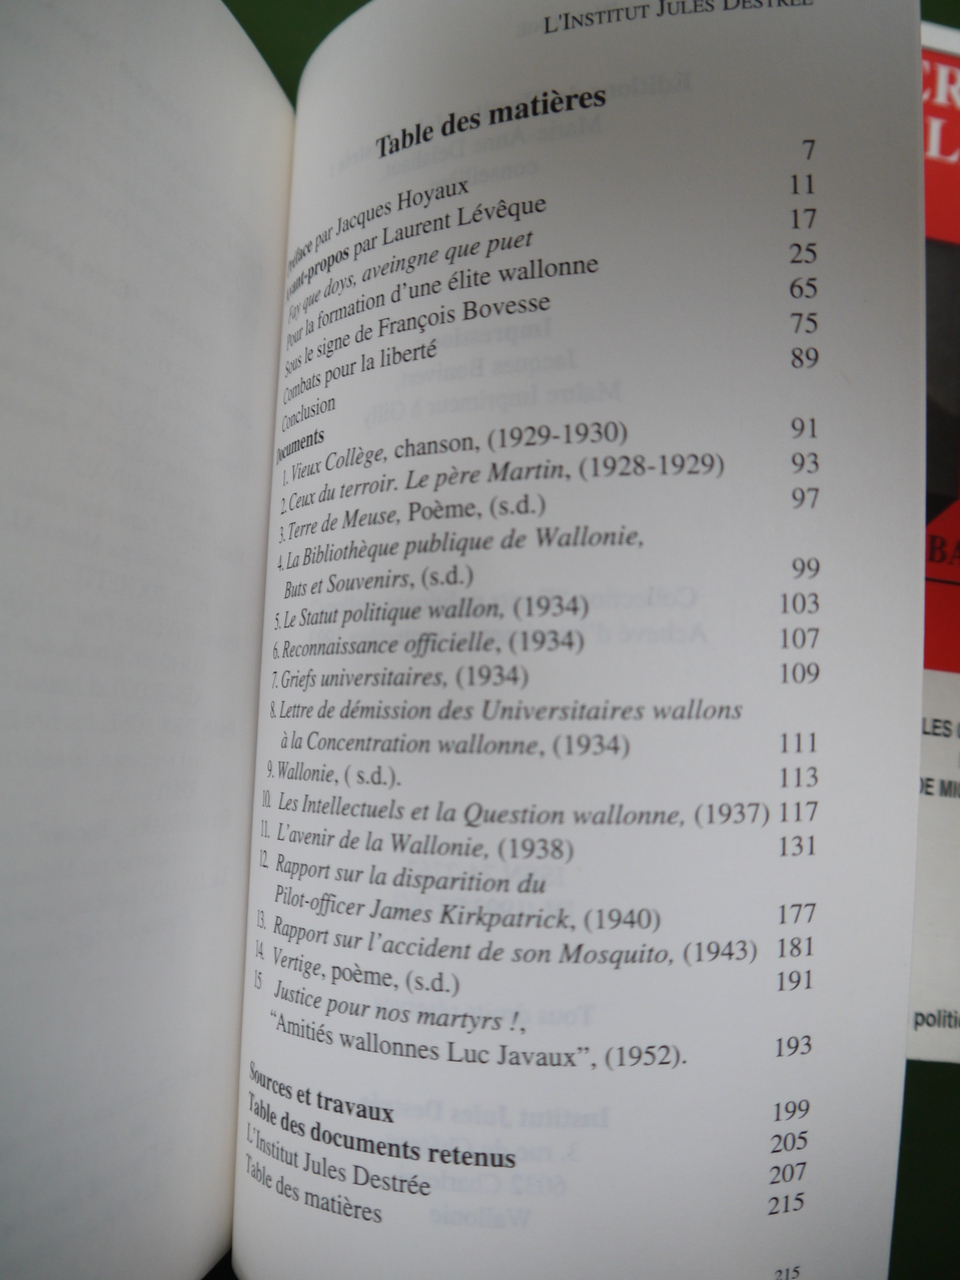 L'INSTITUT JULES DESTRÉE
Table des matières
Préface par Jacques Hoyaux 7
Avant-propos par Laurent Lévêque 11
Fay que doys, aveingne que puet 17
Pour la formation d'une élite wallonne 25
Sous le signe de François Bovesse 65
Combats pour la liberté 75
Conclusion 89
Documents
1. Vieux Collège, chanson, (1929-1930) 91
2. Ceux du terroir. Le père Martin, (1928-1929) 93
3. Terre de Meuse, Poème, (s.d.) 97
4. La Bibliothèque publique de Wallonie,
Buts et Souvenirs, (s.d.) 99
5. Le Statut politique wallon, (1934) 103
6. Reconnaissance officielle, (1934) 107
7. Griefs universitaires, (1934) 109
8. Lettre de démission des Universitaires wallons
à la Concentration wallonne, (1934) 111
9. Wallonie, ( s.d.). 113
10. Les Intellectuels et la Question wallonne, (1937) 117
11. L'avenir de la Wallonie, (1938) 131
12. Rapport sur la disparition du
Pilot-officer James Kirkpatrick, (1940) 177
13. Rapport sur l'accident de son Mosquito, (1943) 181
14. Vertige, poème, (s.d.) 191
15 Justice pour nos martyrs !,
"Amitiés wallonnes Luc Javaux", (1952). 193
Sources et travaux 199
Table des documents retenus 205
L'Institut Jules Destrée 207
Table des matières 215
215
ER
L
BA
LES
DE
politi